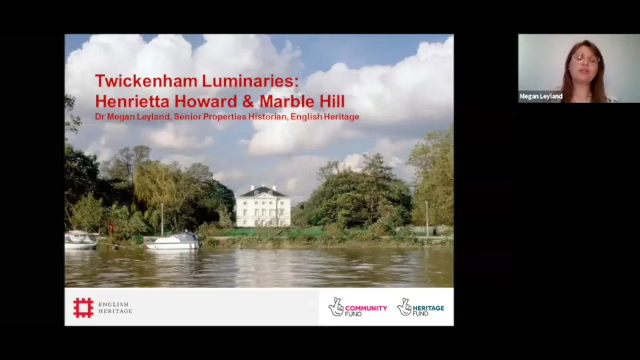 Twickenham Luminaries:
Henrietta Howard & Marble Hill
Dr Megan Leyland, Senior Properties Historian, English Heritage
Megan Leyland
ENGLISH
HERITAGE
COMMUNITY
FUND
HERITAGE
FUND